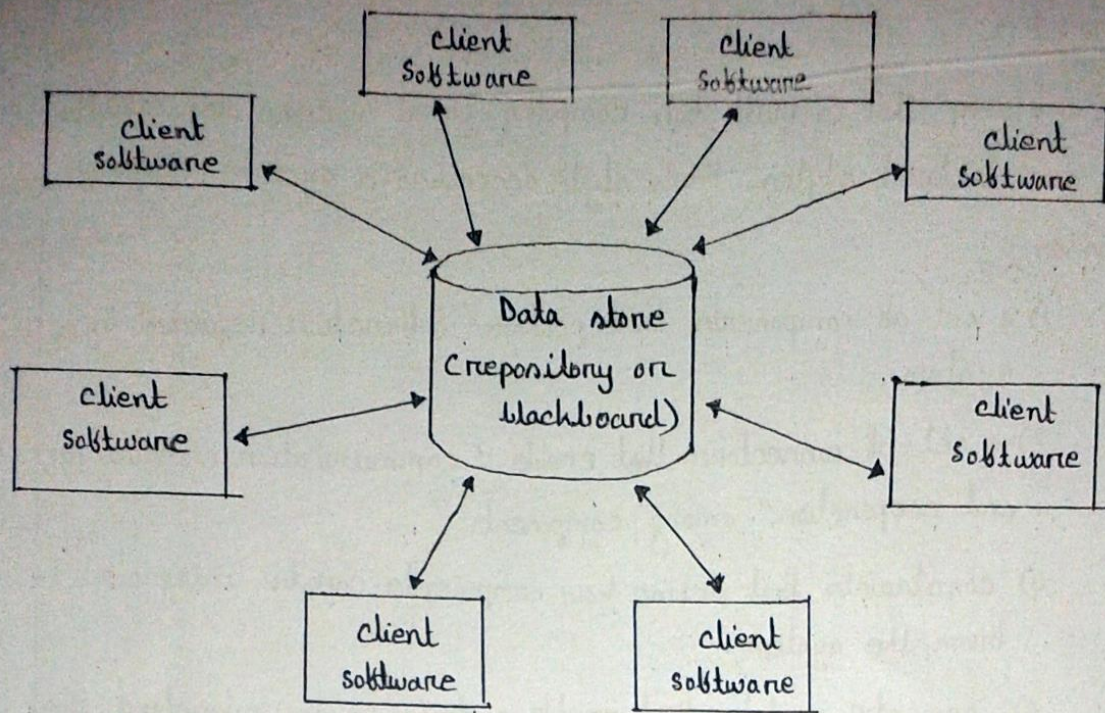 client
software
client
software
client
software
client
software
Data store
(repository or
blackboard)
client
software
client
software
client
software
client
software